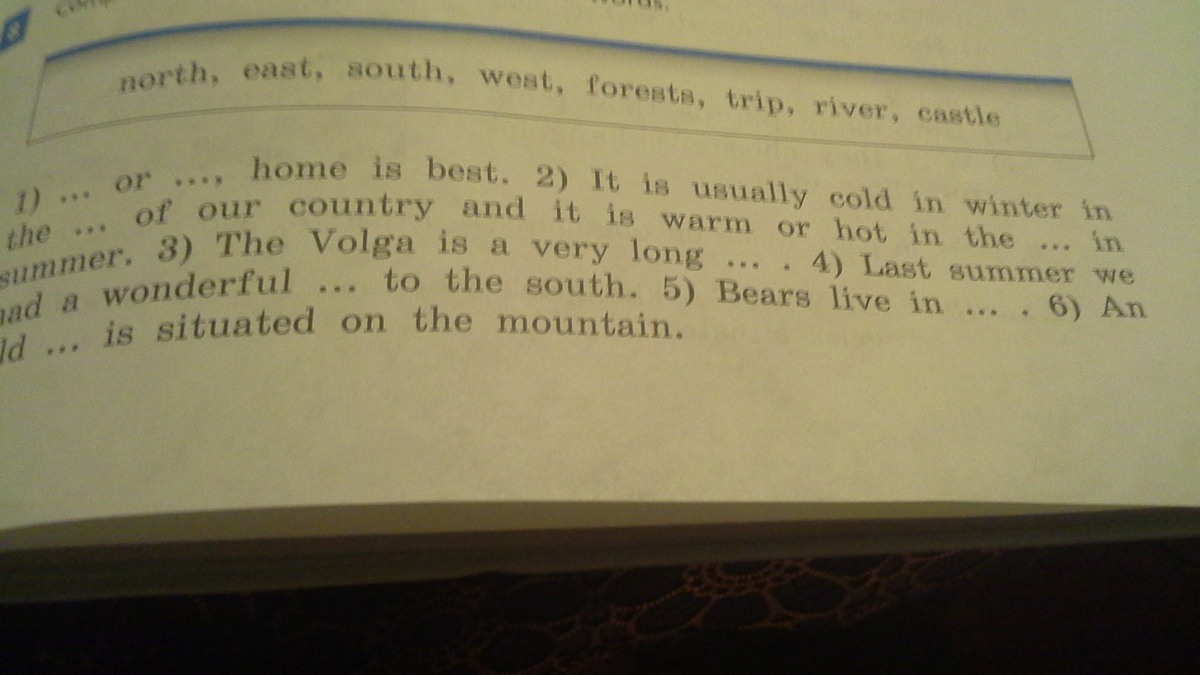 8
north, east, south, west, forests, trip, river, castle
1) ... or ..., home is best. 2) It is usually cold in winter in
the ... of our country and it is warm or hot in the ... in
summer. 3) The Volga is a very long ... . 4) Last summer we
had a wonderful ... to the south. 5) Bears live in ... . 6) An
ld ... is situated on the mountain.